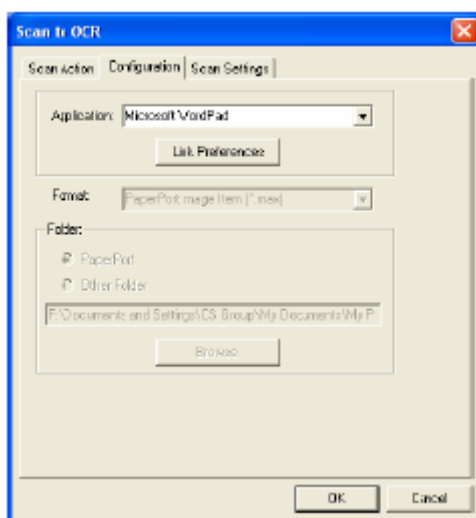 Scan to OCR
Scan Action Configuration Scan Settings
Application: Microsoft WordPad
Link Preferences
Format: PaperPort Image Item (*.max)
Folder:
PaperPort
Other Folder
F:\Documents and Settings\CS Group\My Documents\My P
Browse
OK Cancel